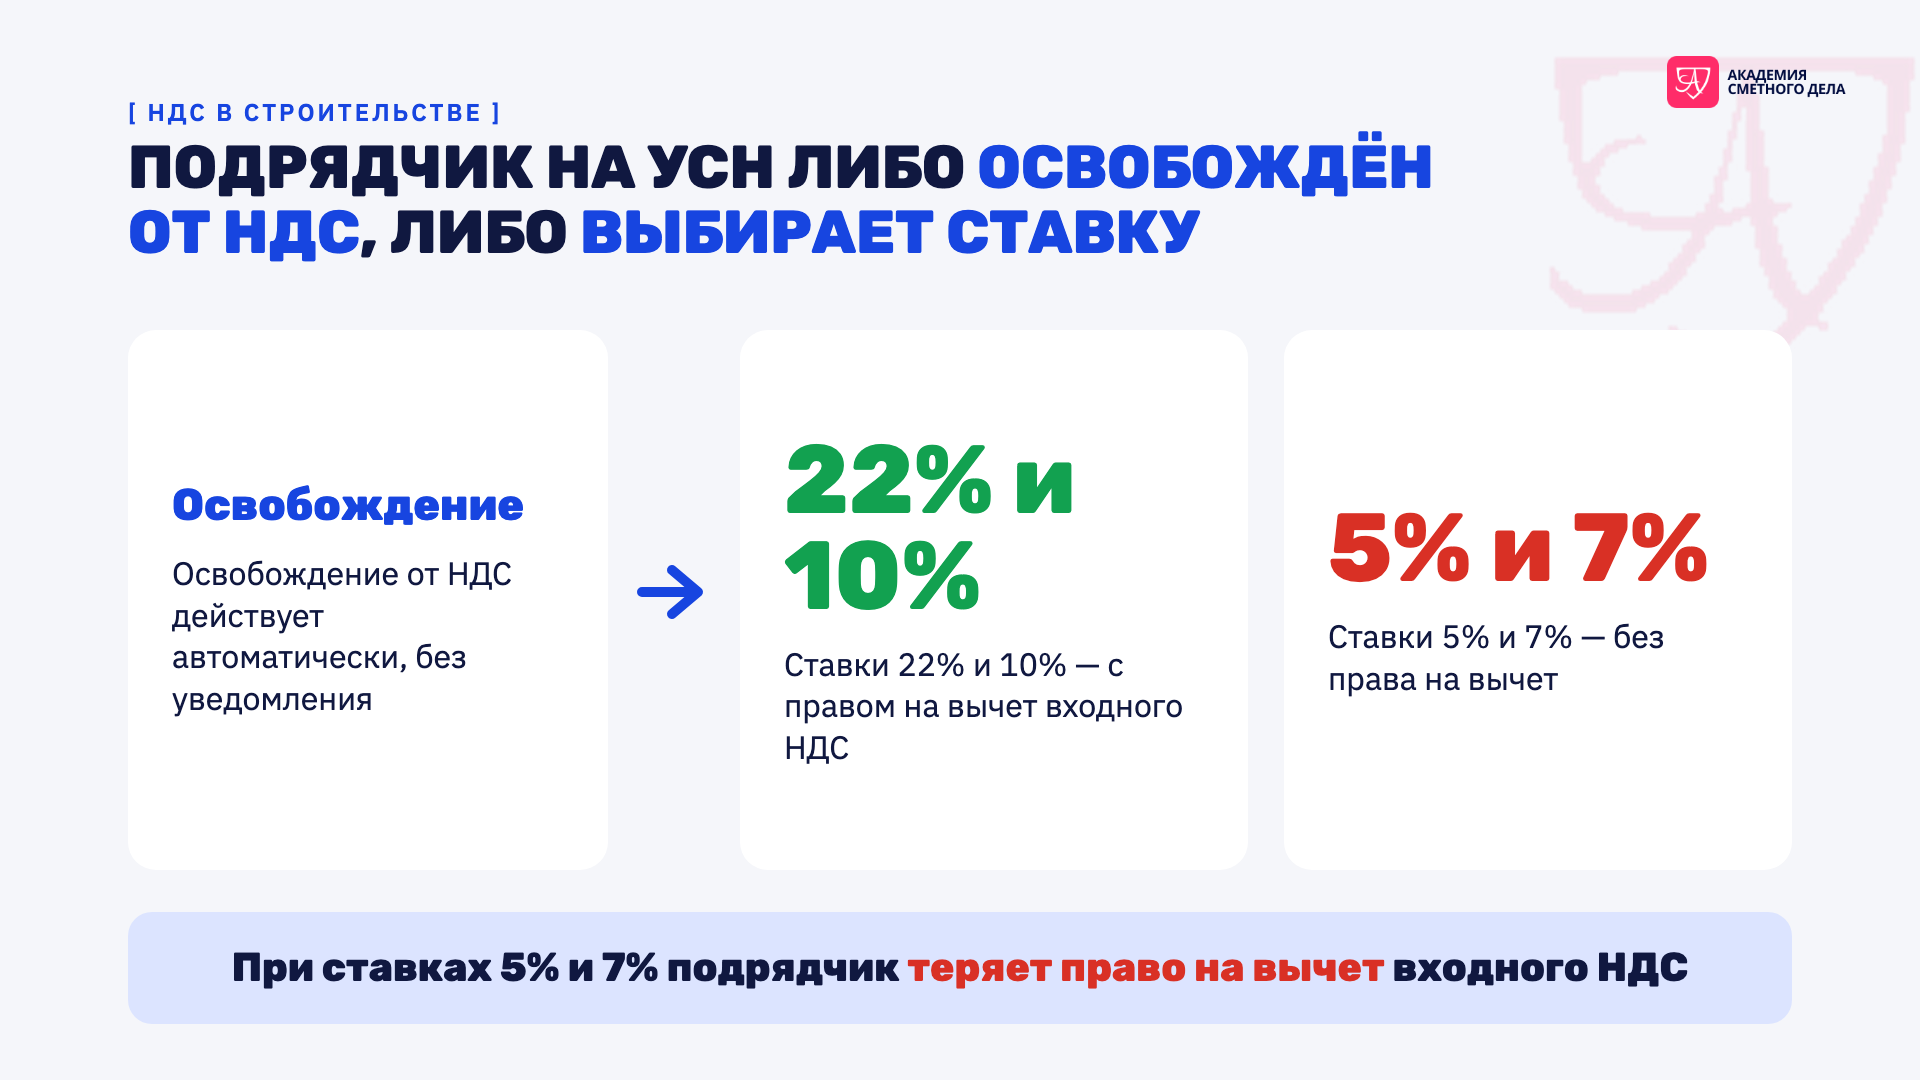 [ НДС В СТРОИТЕЛЬСТВЕ ]
АКАДЕМИЯ
СМЕТНОГО ДЕЛА
ПОДРЯДЧИК НА УСН ЛИБО ОСВОБОЖДЁН
ОТ НДС, ЛИБО ВЫБИРАЕТ СТАВКУ
Освобождение
Освобождение от НДС
действует
автоматически, без
уведомления
22% и
10%
Ставки 22% и 10% — с
правом на вычет входного
НДС
5% и 7%
Ставки 5% и 7% — без
права на вычет
При ставках 5% и 7% подрядчик теряет право на вычет входного НДС